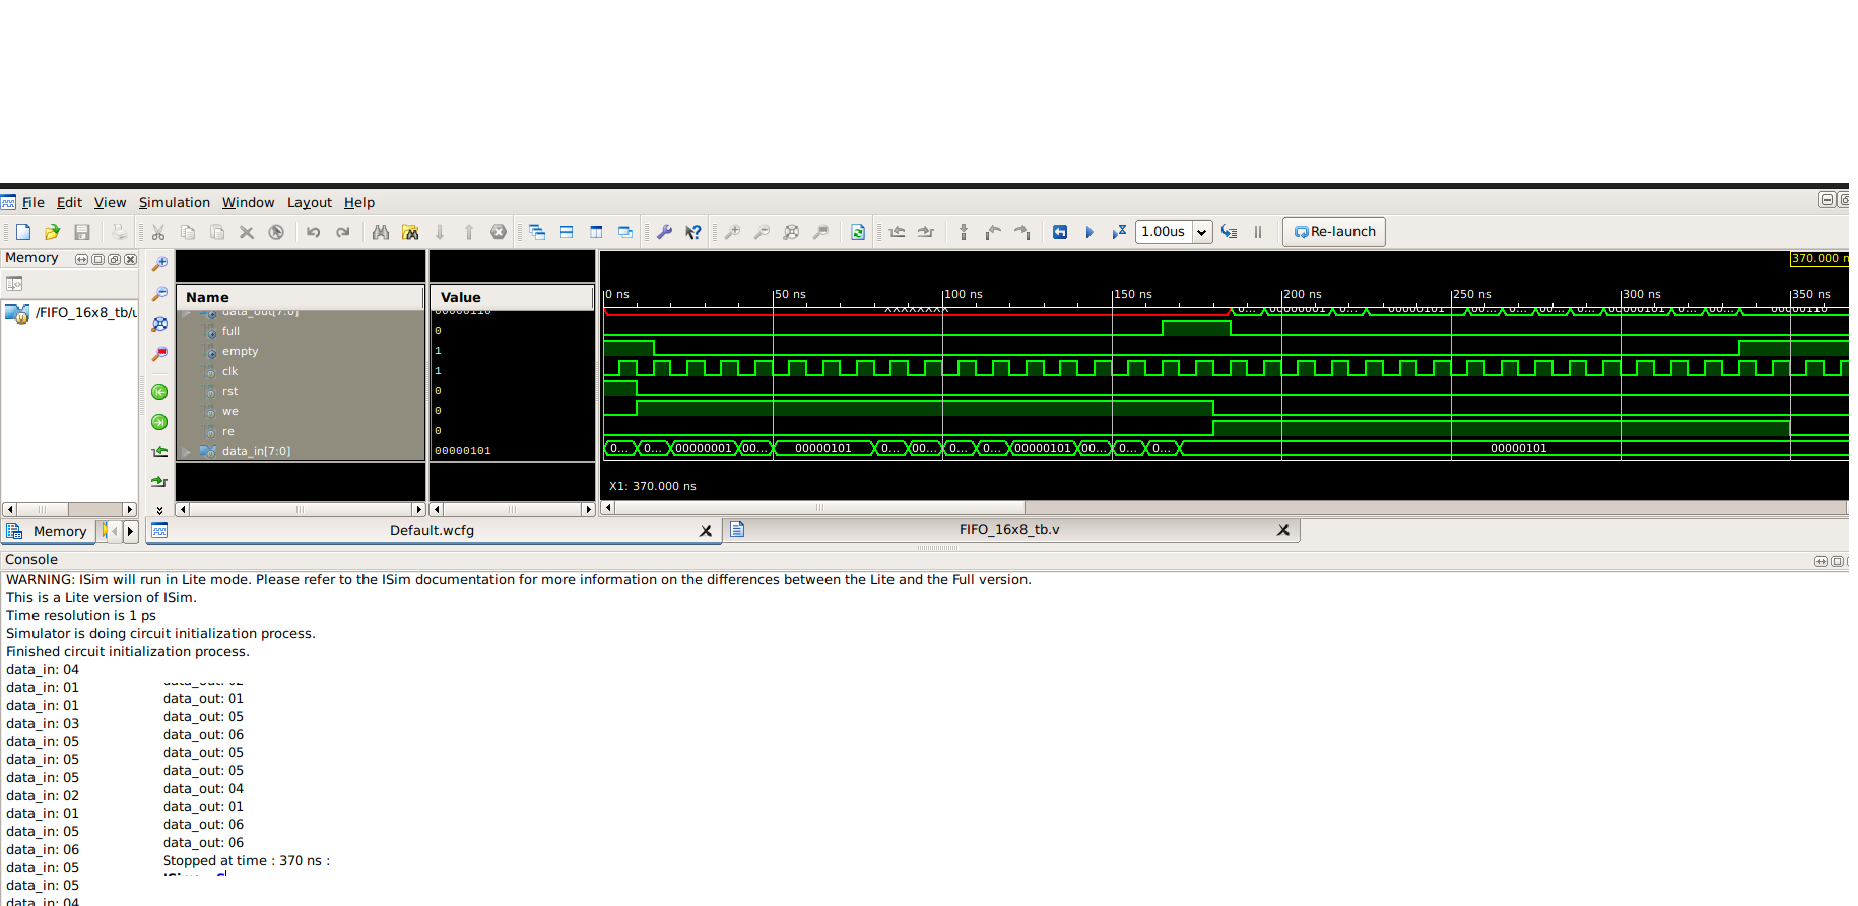 File Edit View Simulation Window Layout Help
1.00us Re-launch
Memory
/FIFO_16x8_tb/u
Name Value
370.000 n
0 ns 50 ns 100 ns 150 ns 200 ns 250 ns 300 ns 350 ns
data_out[7:0] 00000110 XXXXXXXX 0... 00000001 0... 00000101 00... 0... 00... 0... 00000101 0... 00... 00000110
full 0
empty 1
clk 1
rst 0
we 0
re 0
data_in[7:0] 00000101 0... 0... 00000001 00... 00000101 0... 00... 0... 0... 00000101 00... 0... 0... 00000101
X1: 370.000 ns
Memory
Default.wcfg
FIFO_16x8_tb.v
Console
WARNING: ISim will run in Lite mode. Please refer to the ISim documentation for more information on the differences between the Lite and the Full version.
This is a Lite version of ISim.
Time resolution is 1 ps
Simulator is doing circuit initialization process.
Finished circuit initialization process.
data_in: 04
data_in: 01
data_in: 01
data_in: 03
data_in: 05
data_in: 05
data_in: 05
data_in: 02
data_in: 01
data_in: 05
data_in: 06
data_in: 05
data_in: 05
data_in: 04
data_out: 02
data_out: 01
data_out: 05
data_out: 06
data_out: 05
data_out: 05
data_out: 04
data_out: 01
data_out: 06
data_out: 06
Stopped at time : 370 ns :